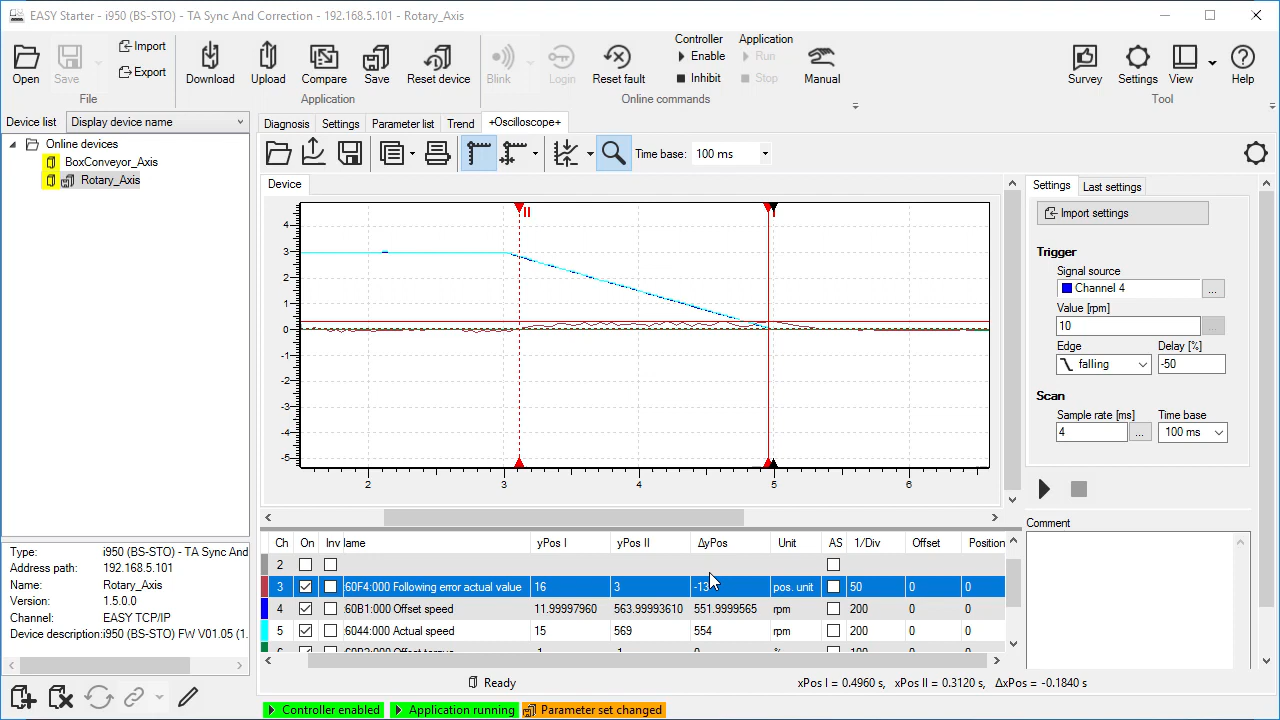 EASY Starter - i950 (BS-STO) - TA Sync And Correction - 192.168.5.101 - Rotary_Axis
Open
Save
Import
Export
File
Download
Upload
Compare
Save
Reset device
Application
Blink
Login
Reset fault
Controller
Enable
Inhibit
Application
Run
Stop
Manual
Online commands
Survey
Settings
View
Help
Tool
Device list
Display device name
Online devices
BoxConveyor_Axis
Rotary_Axis
Type: i950 (BS-STO) - TA Sync And
Address path: 192.168.5.101
Name: Rotary_Axis
Version: 1.5.0.0
Channel: EASY TCP/IP
Device description: i950 (BS-STO) FW V01.05 (1.
Diagnosis
Settings
Parameter list
Trend
+Oscilloscope+
Time base: 100 ms
Device
II
I
4
3
2
1
0
-1
-2
-3
-4
-5
2 3 4 5 6
Ch On Inv lame yPos I yPos II ΔyPos Unit AS 1/Div Offset Position
2
3 60F4:000 Following error actual value 16 3 -13 pos. unit 50 0 0
4 60B1:000 Offset speed 11.99997960 563.99993610 551.9999565 rpm 200 0 0
5 6044:000 Actual speed 15 569 554 rpm 200 0 0
Ready
xPos I = 0.4960 s, xPos II = 0.3120 s, ΔxPos = -0.1840 s
Settings
Last settings
Import settings
Trigger
Signal source
Channel 4
...
Value [rpm]
10
...
Edge
falling
Delay [%]
-50
Scan
Sample rate [ms]
4
...
Time base
100 ms
Comment
Controller enabled
Application running
Parameter set changed